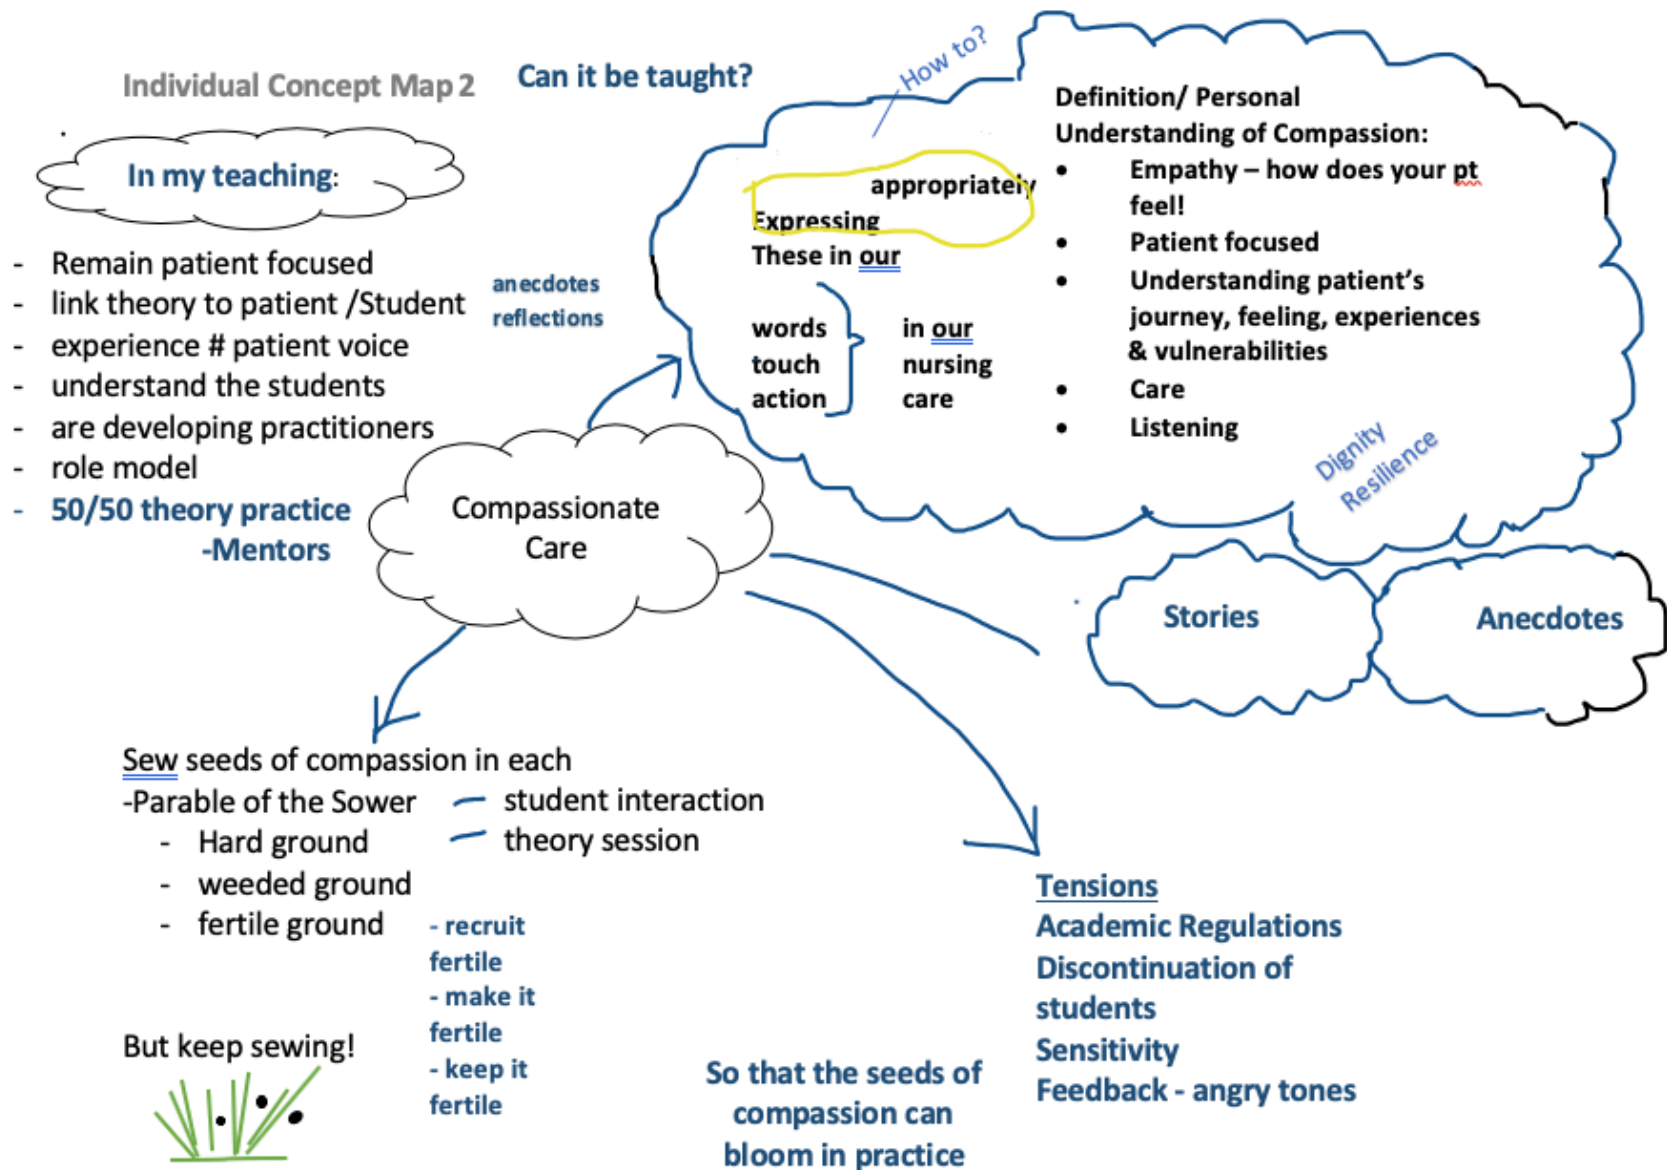 Individual Concept Map 2
Can it be taught?
In my teaching:
- Remain patient focused
- link theory to patient /Student
- experience # patient voice
- understand the students
- are developing practitioners
- role model
- 50/50 theory practice
-Mentors
anecdotes
reflections
How to?
appropriately
Expressing
These in our
words
touch
action
in our
nursing
care
Definition/ Personal
Understanding of Compassion:
• Empathy – how does your pt
feel!
• Patient focused
• Understanding patient’s
journey, feeling, experiences
& vulnerabilities
• Care
• Listening
Dignity
Resilience
Compassionate
Care
Stories
Anecdotes
Sew seeds of compassion in each
-Parable of the Sower
- Hard ground
- weeded ground
- fertile ground
student interaction
theory session
- recruit
fertile
- make it
fertile
- keep it
fertile
But keep sewing!
So that the seeds of
compassion can
bloom in practice
Tensions
Academic Regulations
Discontinuation of
students
Sensitivity
Feedback - angry tones